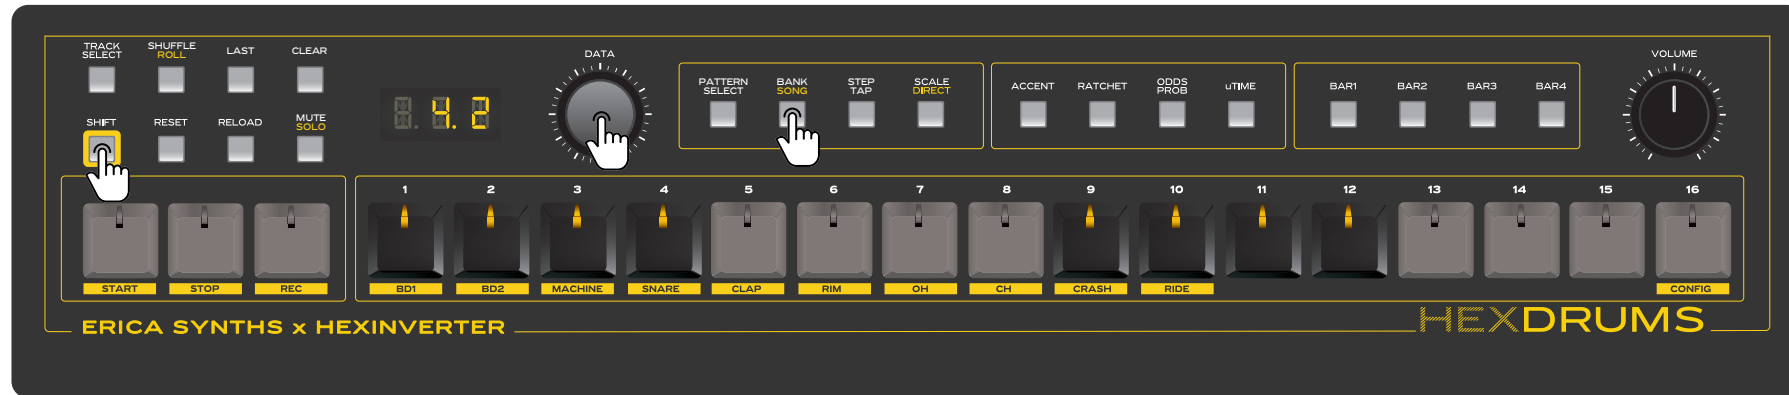 TRACK
SELECT
SHUFFLE
ROLL
LAST
CLEAR
DATA
VOLUME
PATTERN
SELECT
BANK
SONG
STEP
TAP
SCALE
DIRECT
ACCENT
RATCHET
ODDS
PROB
uTIME
BAR1
BAR2
BAR3
BAR4
4.2
SHIFT
RESET
RELOAD
MUTE
SOLO
1 2 3 4 5 6 7 8 9 10 11 12 13 14 15 16
START STOP REC BD1 BD2 MACHINE SNARE CLAP RIM OH CH CRASH RIDE CONFIG
ERICA SYNTHS x HEXINVERTER
HEXDRUMS